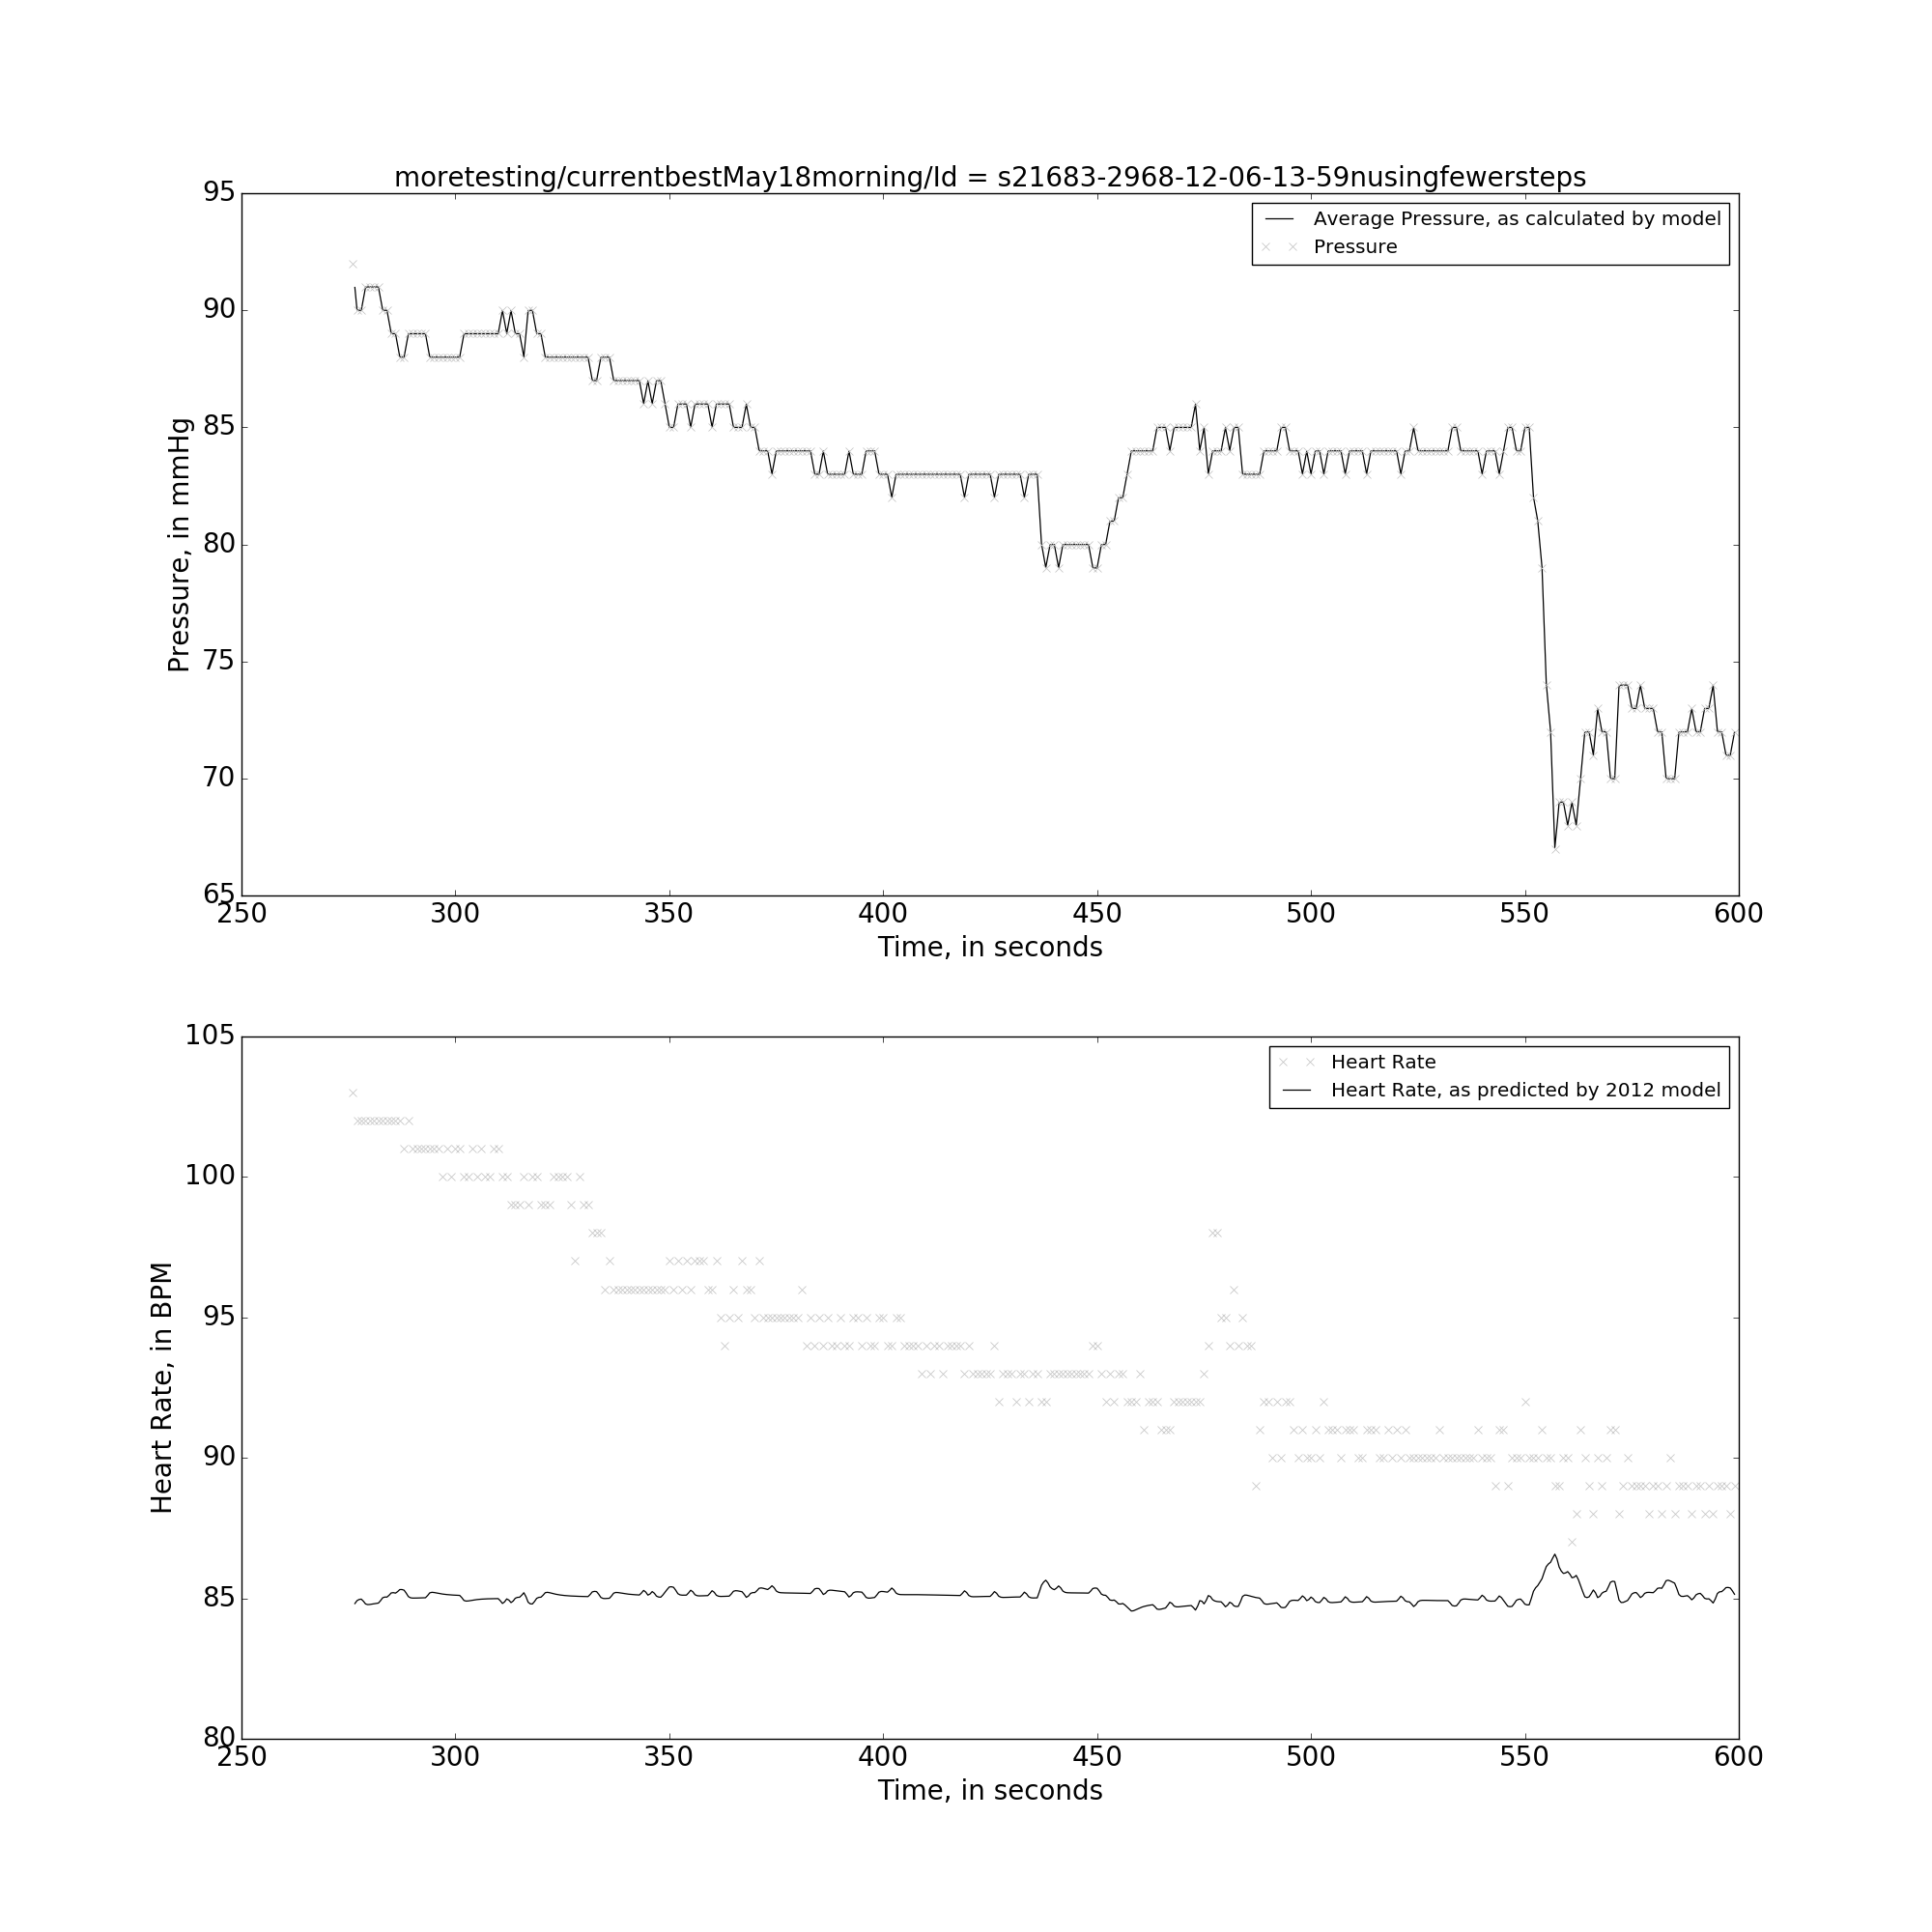 moretesting/currentbestMay18morning/Id = s21683-2968-12-06-13-59nusingfewersteps
95
90
85
80
75
70
65
Pressure, in mmHg
Average Pressure, as calculated by model
Pressure
250 300 350 400 450 500 550 600
Time, in seconds
105
100
95
90
85
80
Heart Rate, in BPM
Heart Rate
Heart Rate, as predicted by 2012 model
250 300 350 400 450 500 550 600
Time, in seconds